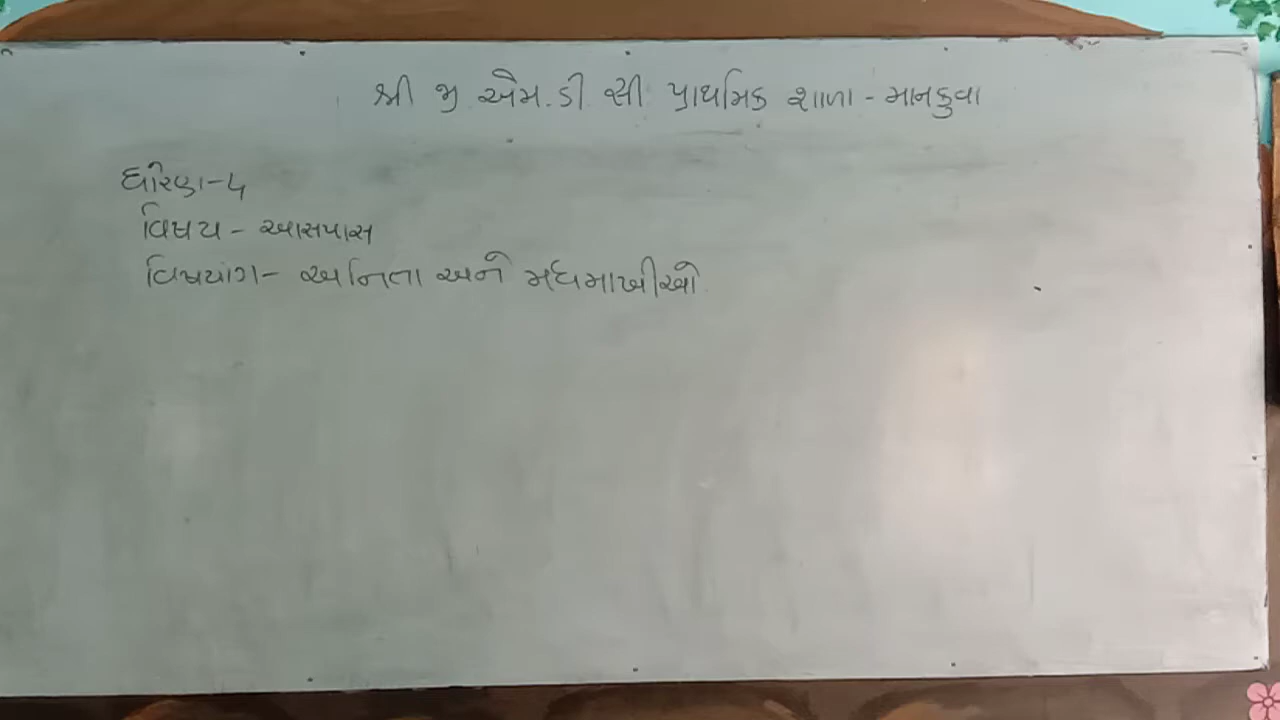 શ્રી જી એમ.ડી સી પ્રાથમિક શાળા - માનકુવા
ધોરણ-૫
વિષય - આસપાસ
વિષયાંગ- અનિતા અને મધમાખીઓ